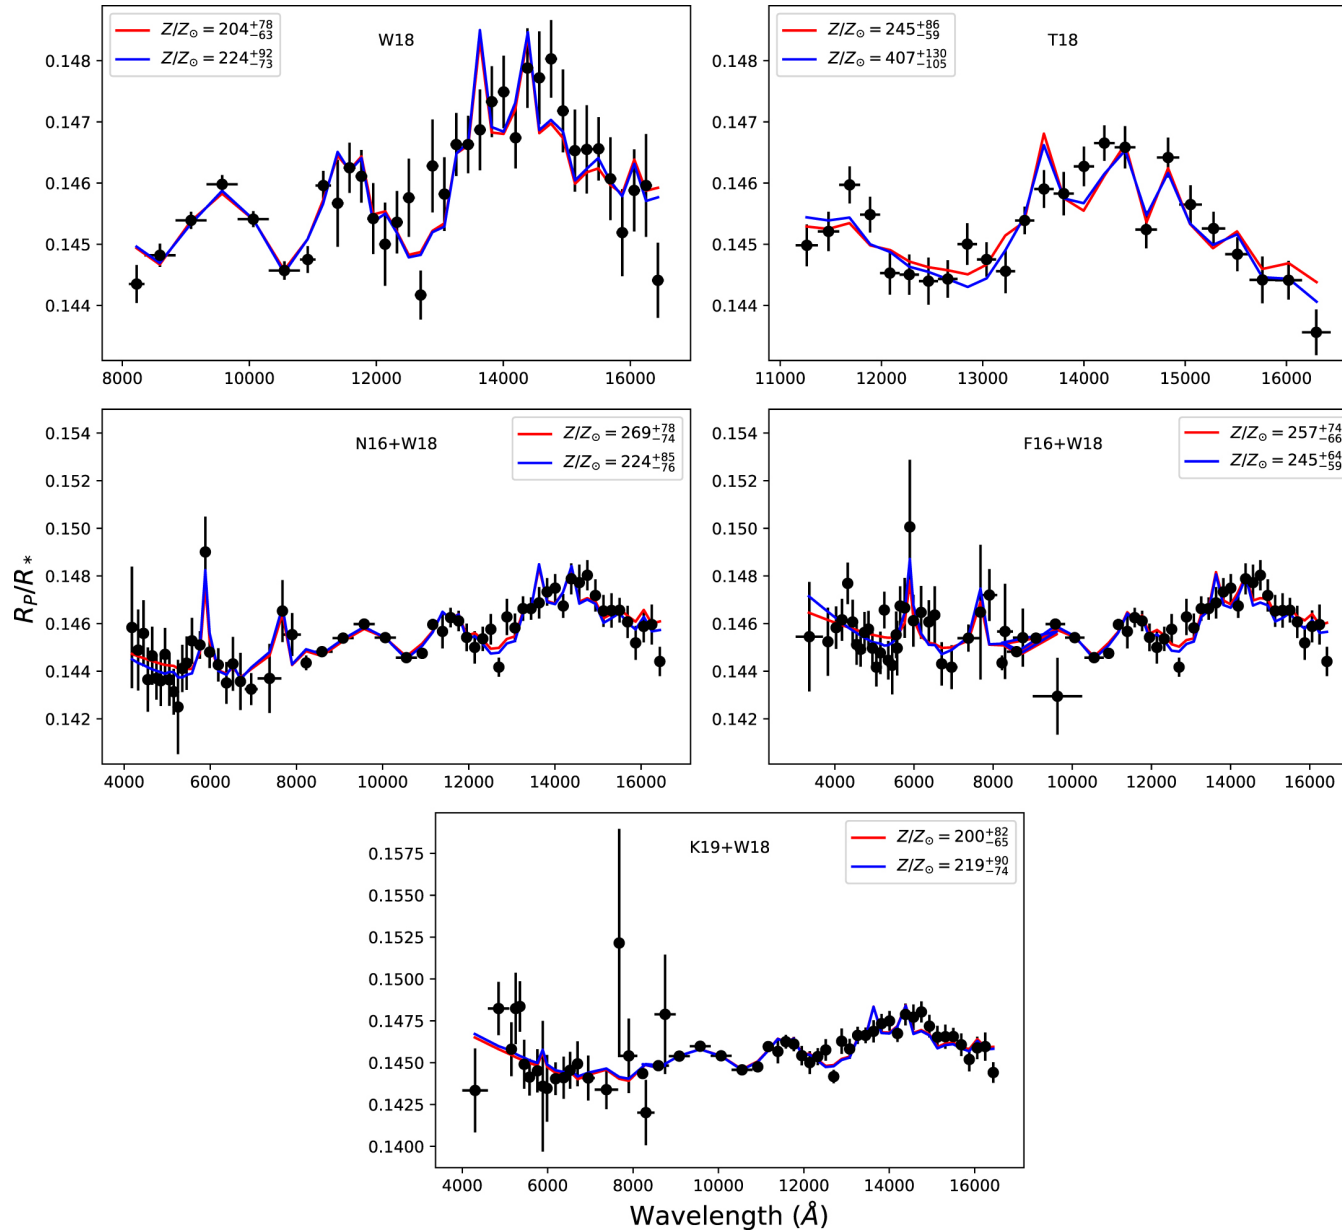 Z/Z⊙ = 204 +78 −63
Z/Z⊙ = 224 +92 −73
W18
0.148
0.147
0.146
0.145
0.144
8000 10000 12000 14000 16000
Z/Z⊙ = 245 +86 −59
Z/Z⊙ = 407 +130 −105
T18
0.148
0.147
0.146
0.145
0.144
11000 12000 13000 14000 15000 16000
N16+W18
Z/Z⊙ = 269 +78 −74
Z/Z⊙ = 224 +85 −76
0.154
0.152
0.150
0.148
0.146
0.144
0.142
4000 6000 8000 10000 12000 14000 16000
F16+W18
Z/Z⊙ = 257 +74 −66
Z/Z⊙ = 245 +64 −59
0.154
0.152
0.150
0.148
0.146
0.144
0.142
4000 6000 8000 10000 12000 14000 16000
R_P/R_*
K19+W18
Z/Z⊙ = 200 +82 −65
Z/Z⊙ = 219 +90 −74
0.1575
0.1550
0.1525
0.1500
0.1475
0.1450
0.1425
0.1400
4000 6000 8000 10000 12000 14000 16000
Wavelength (Å)